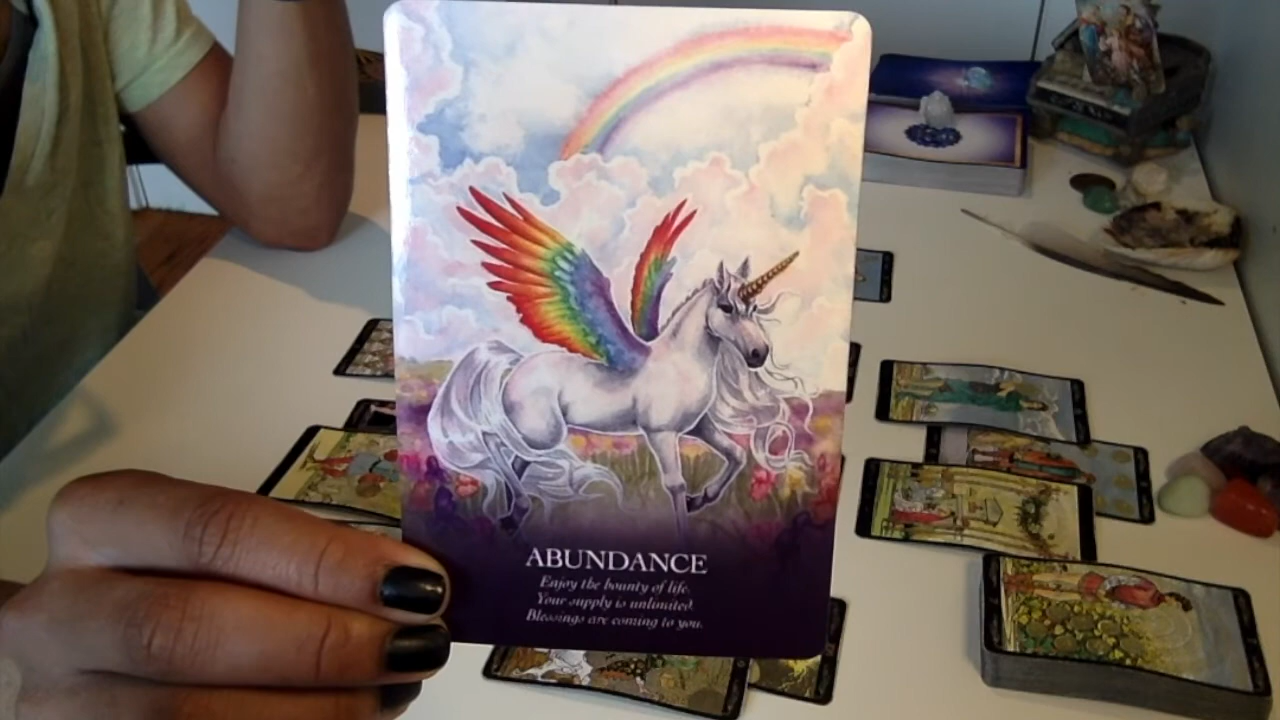 ABUNDANCE
Enjoy the bounty of life.
Your supply is unlimited.
Blessings are coming to you.